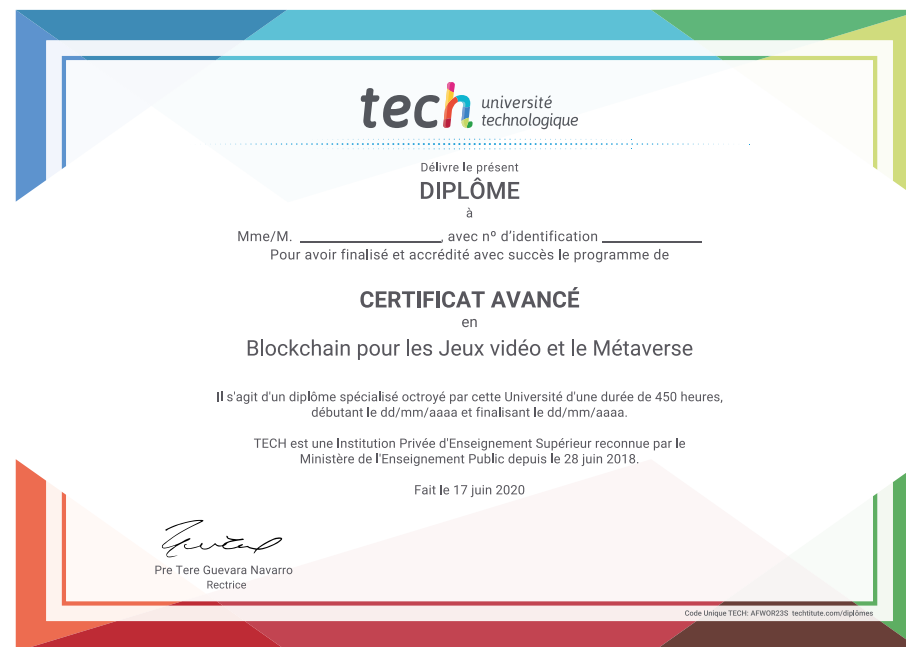 tech université
technologique
Délivre le présent
DIPLÔME
à
Mme/M. ____________________, avec nº d'identification ______________
Pour avoir finalisé et accrédité avec succès le programme de
CERTIFICAT AVANCÉ
en
Blockchain pour les Jeux vidéo et le Métaverse
Il s'agit d'un diplôme spécialisé octroyé par cette Université d'une durée de 450 heures,
débutant le dd/mm/aaaa et finalisant le dd/mm/aaaa.
TECH est une Institution Privée d'Enseignement Supérieur reconnue par le
Ministère de l'Enseignement Public depuis le 28 juin 2018.
Fait le 17 juin 2020
Pre Tere Guevara Navarro
Rectrice
Code Unique TECH: AFWOR23S techtitute.com/diplômes